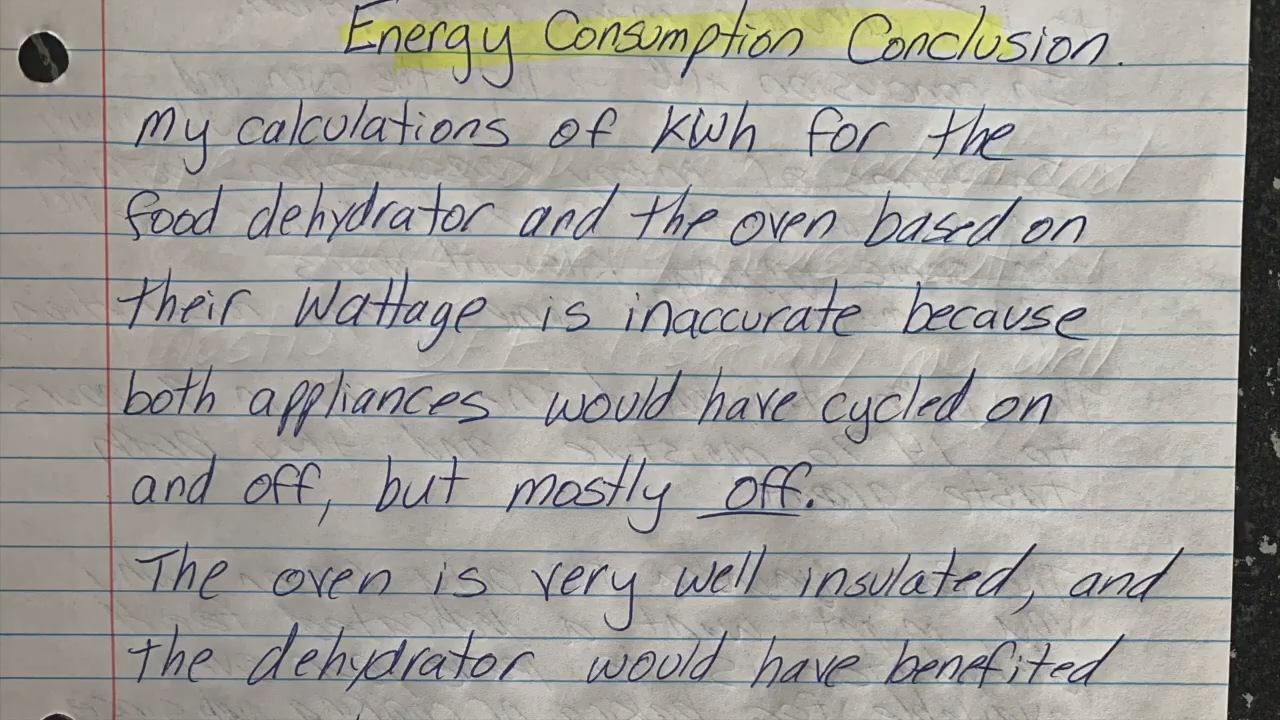 Energy Consumption Conclusion.
My calculations of KWh for the
food dehydrator and the oven based on
their Wattage is inaccurate because
both appliances would have cycled on
and off, but mostly off.
The oven is very well insulated, and
the dehydrator would have benefited